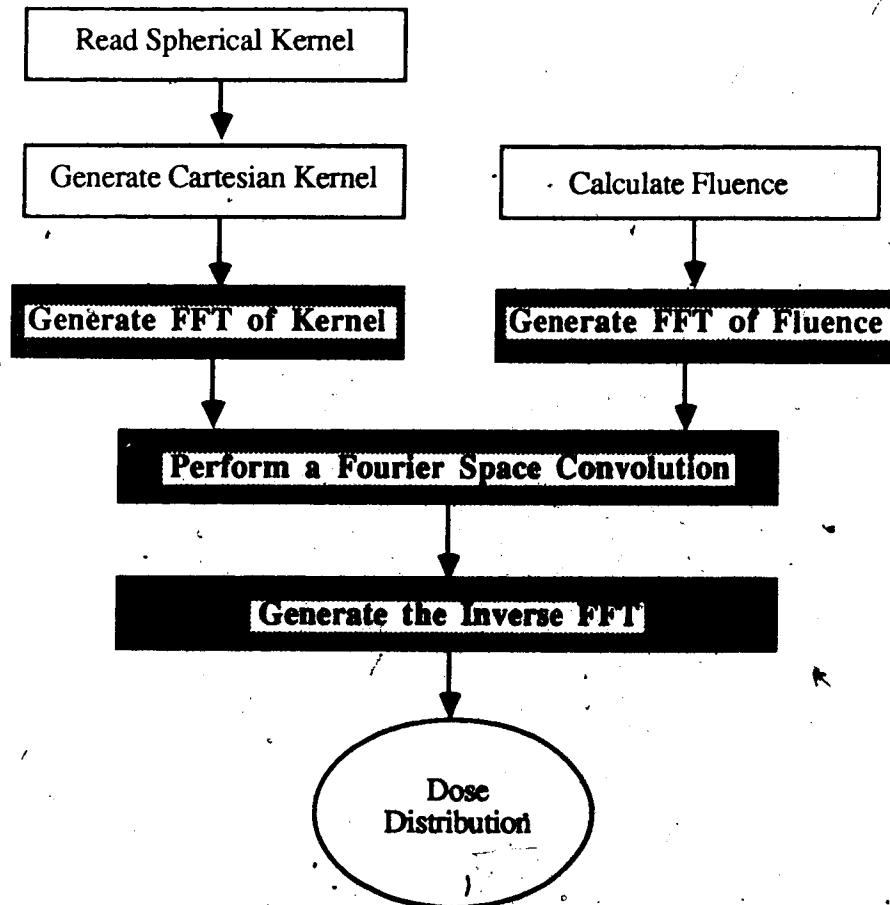 Read Spherical Kernel
Generate Cartesian Kernel
Calculate Fluence
Generate FFT of Kernel
Generate FFT of Fluence
Perform a Fourier Space Convolution
Generate the Inverse FFT
Dose
Distribution